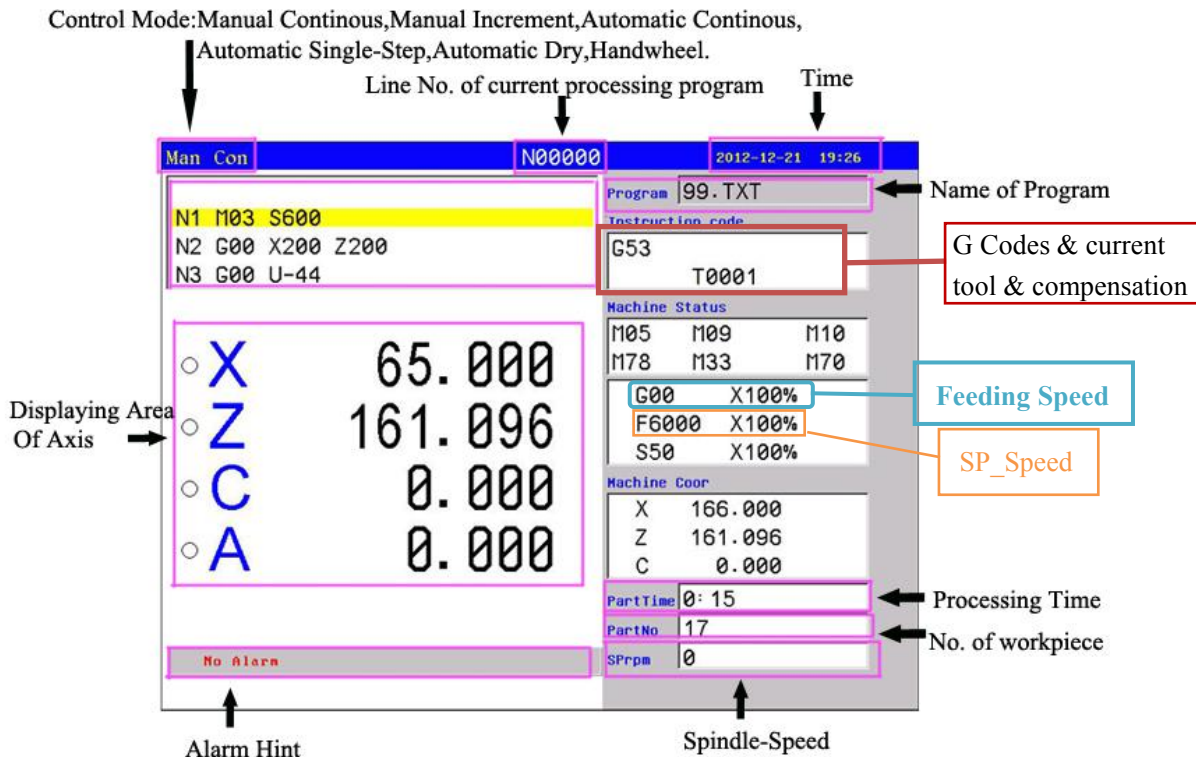 Control Mode:Manual Continous,Manual Increment,Automatic Continous,
Automatic Single-Step,Automatic Dry,Handwheel.
Line No. of current processing program
Time
Man Con
N00000
2012-12-21 19:26
N1 M03 S600
N2 G00 X200 Z200
N3 G00 U-44
Program 99.TXT
Name of Program
Instruction code
G53
T0001
G Codes & current
tool & compensation
Machine Status
M05 M09 M10
M78 M33 M70
G00 X100%
F6000 X100%
S50 X100%
Feeding Speed
SP_Speed
Displaying Area
Of Axis
X 65.000
Z 161.096
C 0.000
A 0.000
Machine Coor
X 166.000
Z 161.096
C 0.000
PartTime 0:15
Processing Time
PartNo 17
No. of workpiece
SPrpm 0
No Alarm
Alarm Hint
Spindle-Speed